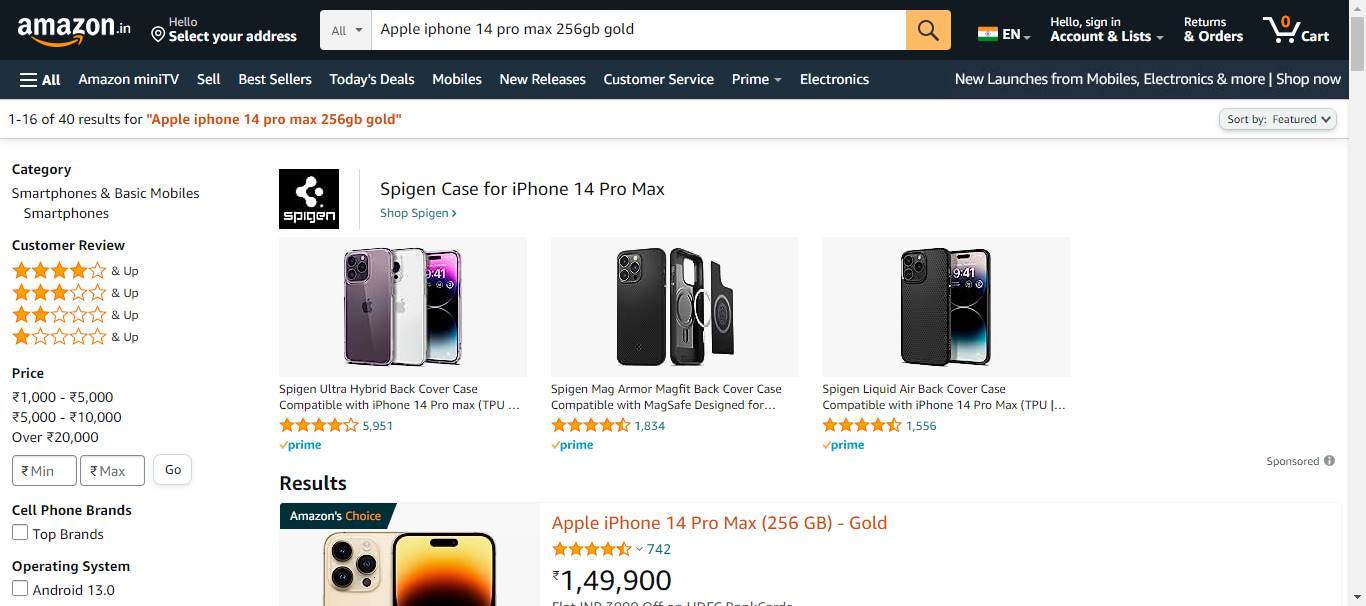 amazon.in
Hello
Select your address
All
Apple iphone 14 pro max 256gb gold
EN
Hello, sign in
Account & Lists
Returns
& Orders
0
Cart
All
Amazon miniTV
Sell
Best Sellers
Today's Deals
Mobiles
New Releases
Customer Service
Prime
Electronics
New Launches from Mobiles, Electronics & more | Shop now
1-16 of 40 results for "Apple iphone 14 pro max 256gb gold"
Sort by: Featured
Category
Smartphones & Basic Mobiles
Smartphones
Customer Review
& Up
& Up
& Up
& Up
Price
₹1,000 - ₹5,000
₹5,000 - ₹10,000
Over ₹20,000
₹ Min
₹ Max
Go
Cell Phone Brands
Top Brands
Operating System
Android 13.0
spigen
Spigen Case for iPhone 14 Pro Max
Shop Spigen ›
9:41
9:41
Spigen Ultra Hybrid Back Cover Case
Compatible with iPhone 14 Pro max (TPU ...
5,951
prime
Spigen Mag Armor Magfit Back Cover Case
Compatible with MagSafe Designed for...
1,834
prime
Spigen Liquid Air Back Cover Case
Compatible with iPhone 14 Pro Max (TPU |...
1,556
prime
Sponsored
Results
Amazon's Choice
Apple iPhone 14 Pro Max (256 GB) - Gold
742
₹1,49,900
Flat INR 3000 Off on HDFC BankCards